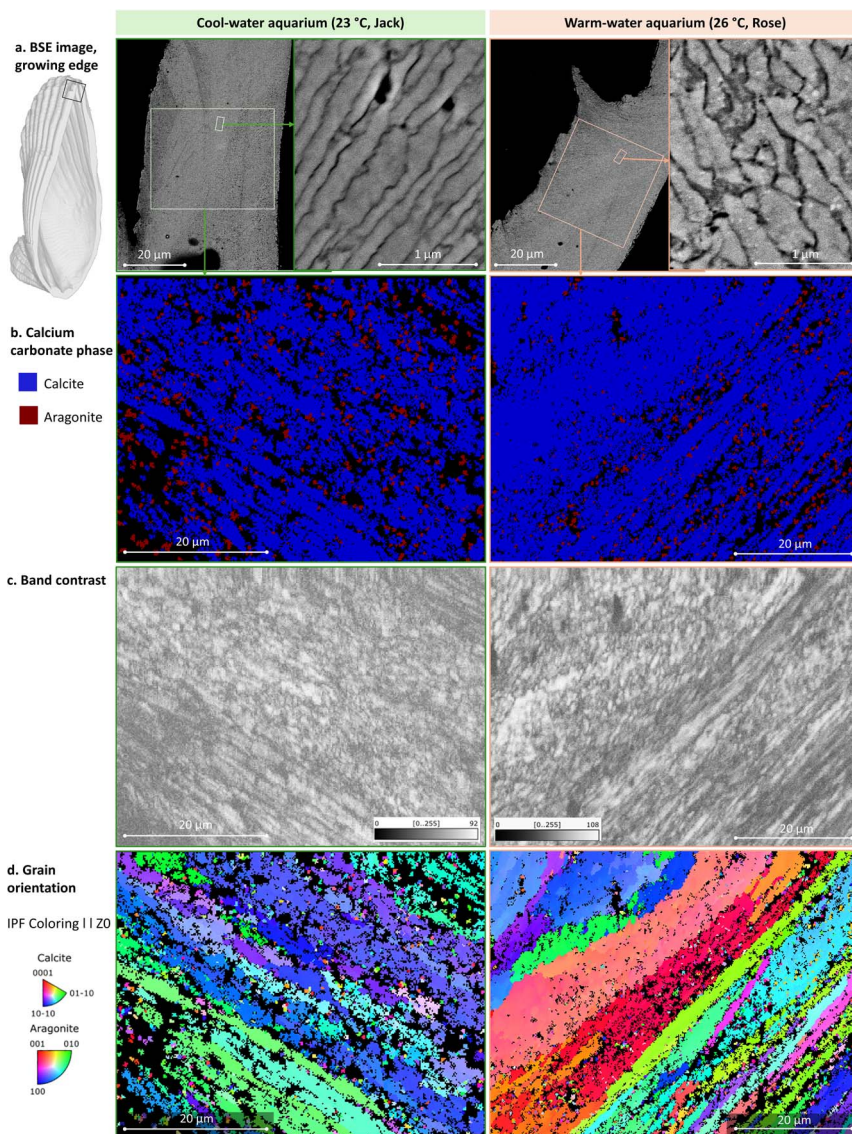 Cool-water aquarium (23 °C, Jack)
Warm-water aquarium (26 °C, Rose)
a. BSE image,
growing edge
20 µm
1 µm
20 µm
1 µm
b. Calcium
carbonate phase
Calcite
Aragonite
20 µm
20 µm
c. Band contrast
20 µm
0 [0..255] 92
0 [0..255] 108
20 µm
d. Grain
orientation
IPF Coloring I I Z0
Calcite
0001
01-10
10-10
Aragonite
001 010
100
20 µm
20 µm